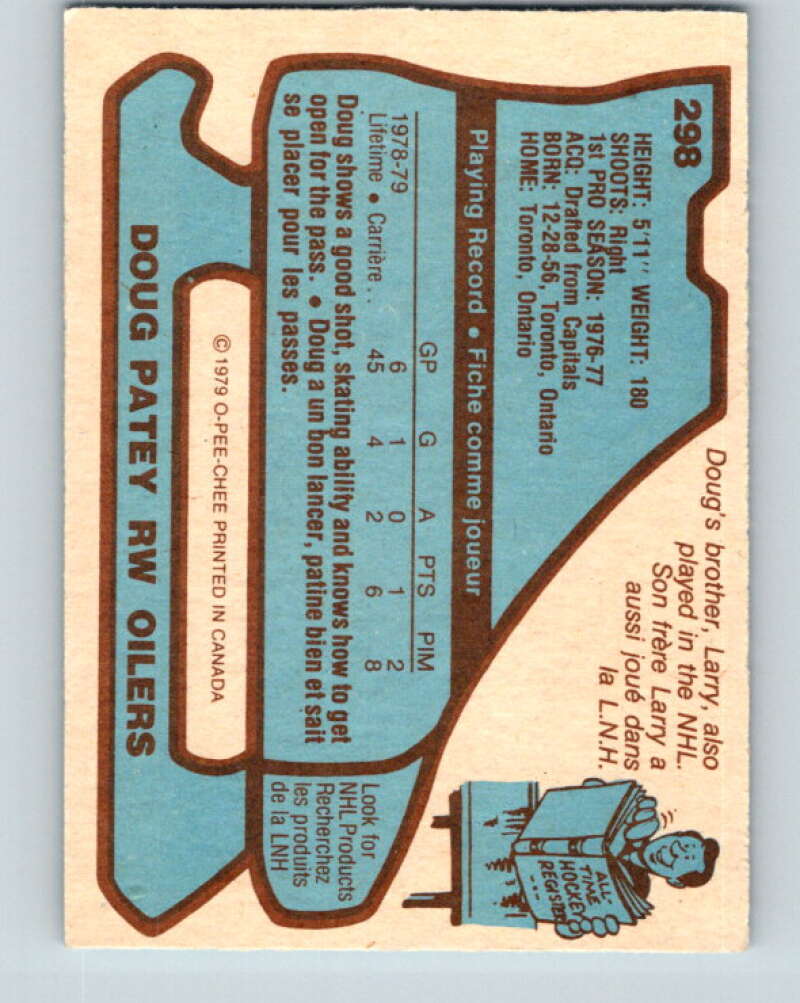 298
HEIGHT: 5'11'' WEIGHT: 180
SHOOTS: Right
1st PRO SEASON: 1976-77
ACQ: Drafted from Capitals
BORN: 12-28-56, Toronto, Ontario
HOME: Toronto, Ontario
Doug's brother, Larry, also
played in the NHL.
Son frère Larry a
aussi joué dans
la L.N.H.
ALL-
TIME
HOCKEY
REGISTER
Playing Record • Fiche comme joueur
GP G A PTS PIM
1978-79 6 1 0 1 2
Lifetime • Carrière . . 45 4 2 6 8
Doug shows a good shot, skating ability and knows how to get
open for the pass. • Doug a un bon lancer, patine bien et sait
se placer pour les passes.
Look for
NHL Products
Recherchez
les produits
de la LNH
© 1979 O-PEE-CHEE PRINTED IN CANADA
DOUG PATEY RW OILERS